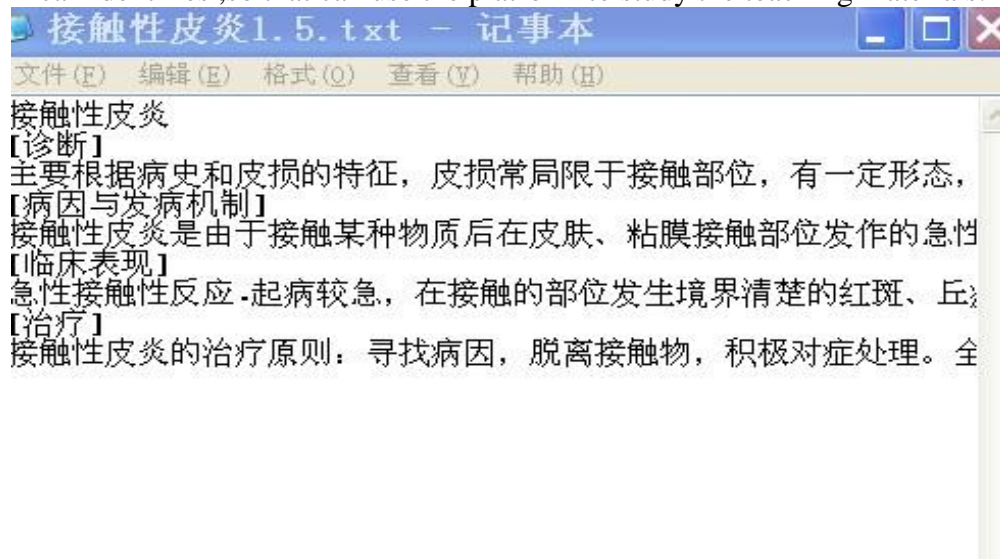 接触性皮炎1.5.txt - 记事本
文件(F) 编辑(E) 格式(O) 查看(V) 帮助(H)
接触性皮炎
[诊断]
主要根据病史和皮损的特征，皮损常局限于接触部位，有一定形态，
[病因与发病机制]
接触性皮炎是由于接触某种物质后在皮肤、粘膜接触部位发作的急性
[临床表现]
急性接触性反应.起病较急，在接触的部位发生境界清楚的红斑、丘
[治疗]
接触性皮炎的治疗原则：寻找病因，脱离接触物，积极对症处理。全